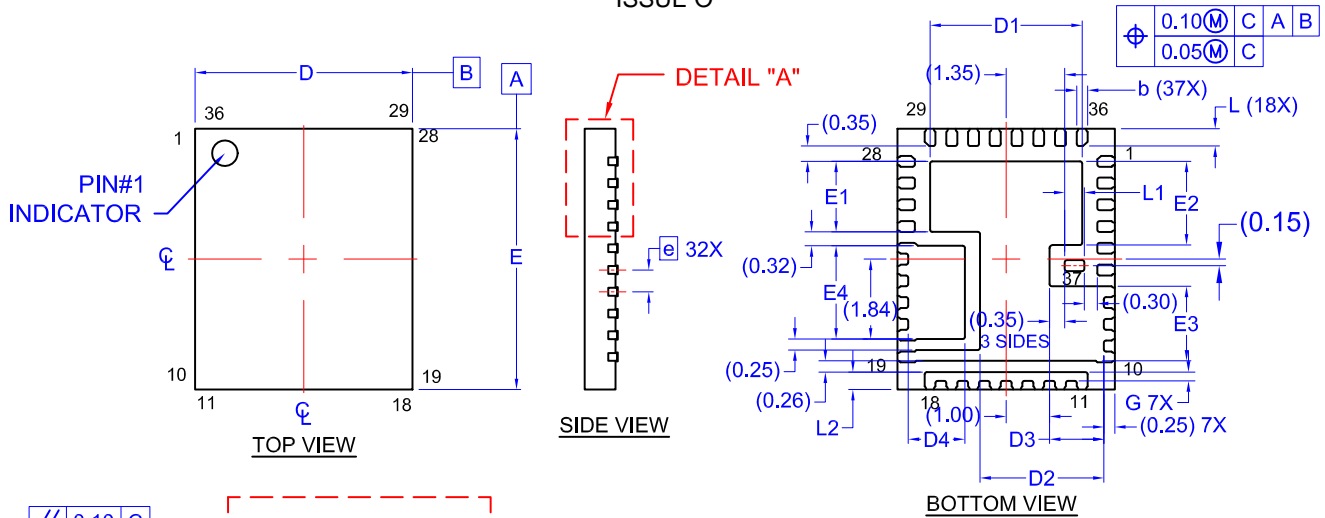 ISSUE O
D
B
A
36
29
1
28
PIN#1
INDICATOR
E
10
19
11
18
TOP VIEW
DETAIL "A"
e 32X
SIDE VIEW
0.10Ⓜ C A B
0.05Ⓜ C
D1
(1.35)
b (37X)
29
36
L (18X)
(0.35)
28
1
E1
L1
E2
(0.15)
(0.32)
37
E4
(1.84)
(0.30)
(0.35)
3 SIDES
E3
(0.25)
19
10
(0.26)
18
(1.00)
11
G 7X
L2
(0.25) 7X
D4
D3
D2
BOTTOM VIEW